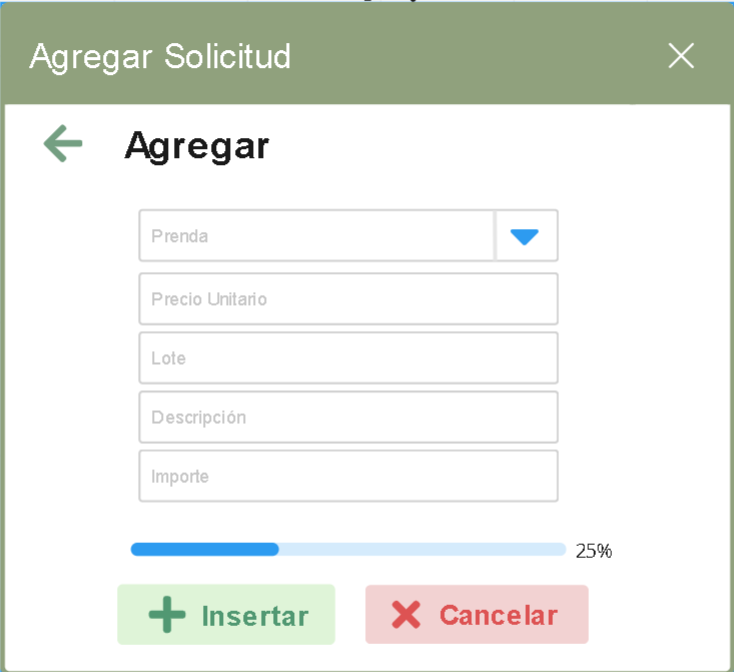 Agregar Solicitud
Agregar
Prenda
Precio Unitario
Lote
Descripción
Importe
25%
Insertar
Cancelar